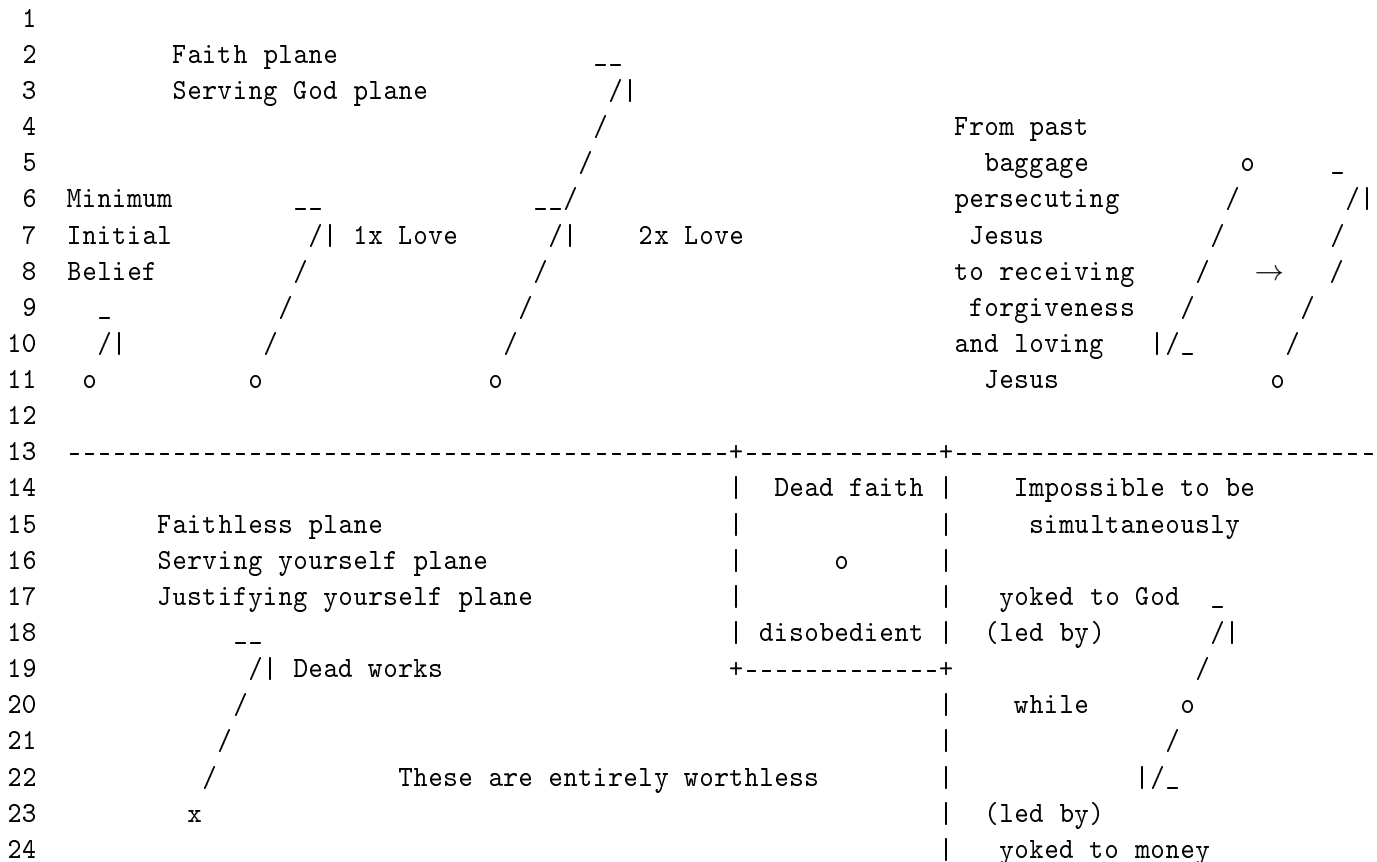 1
2         Faith plane                 __
3         Serving God plane            /|
4                                     /                       From past
5                                    /                          baggage          o     _
6  Minimum        __              __/                         persecuting       /       /|
7  Initial         /| 1x Love      /|    2x Love               Jesus           /       /
8  Belief         /               /                           to receiving    /   →   /
9    _           /               /                             forgiveness   /       /
10   /|         /               /                             and loving   |/_      /
11  o          o               o                                Jesus              o
12
13 --------------------------------------------+-------------+----------------------------
14                                             |  Dead faith |    Impossible to be
15       Faithless plane                       |             |     simultaneously
16       Serving yourself plane                |      o      |
17       Justifying yourself plane             |             |   yoked to God  _
18            __                               | disobedient |  (led by)       /|
19             /| Dead works                   +-------------+                /
20            /                                              |    while      o
21           /                                               |              /
22          /            These are entirely worthless        |            |/_
23         x                                                 |  (led by)
24                                                           |   yoked to money